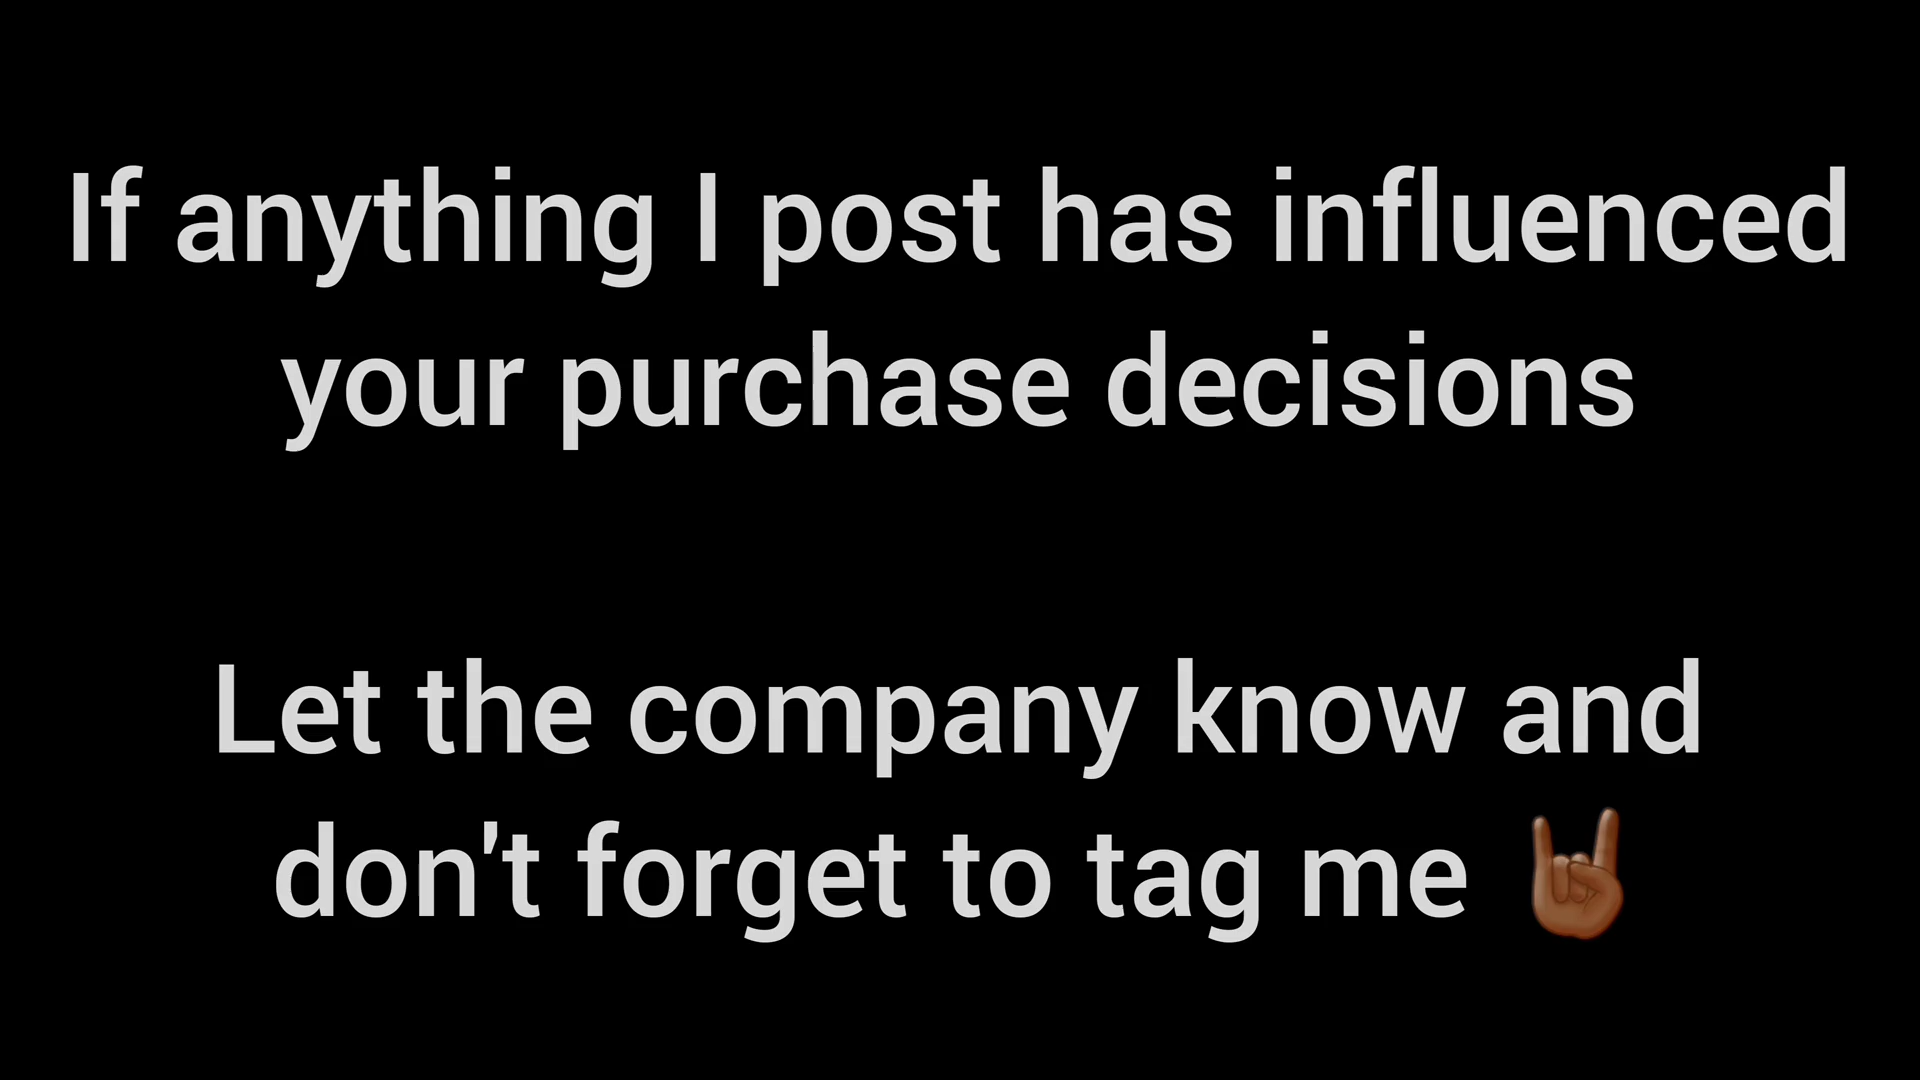 If anything I post has influenced
your purchase decisions
Let the company know and
don't forget to tag me 🤘🏾